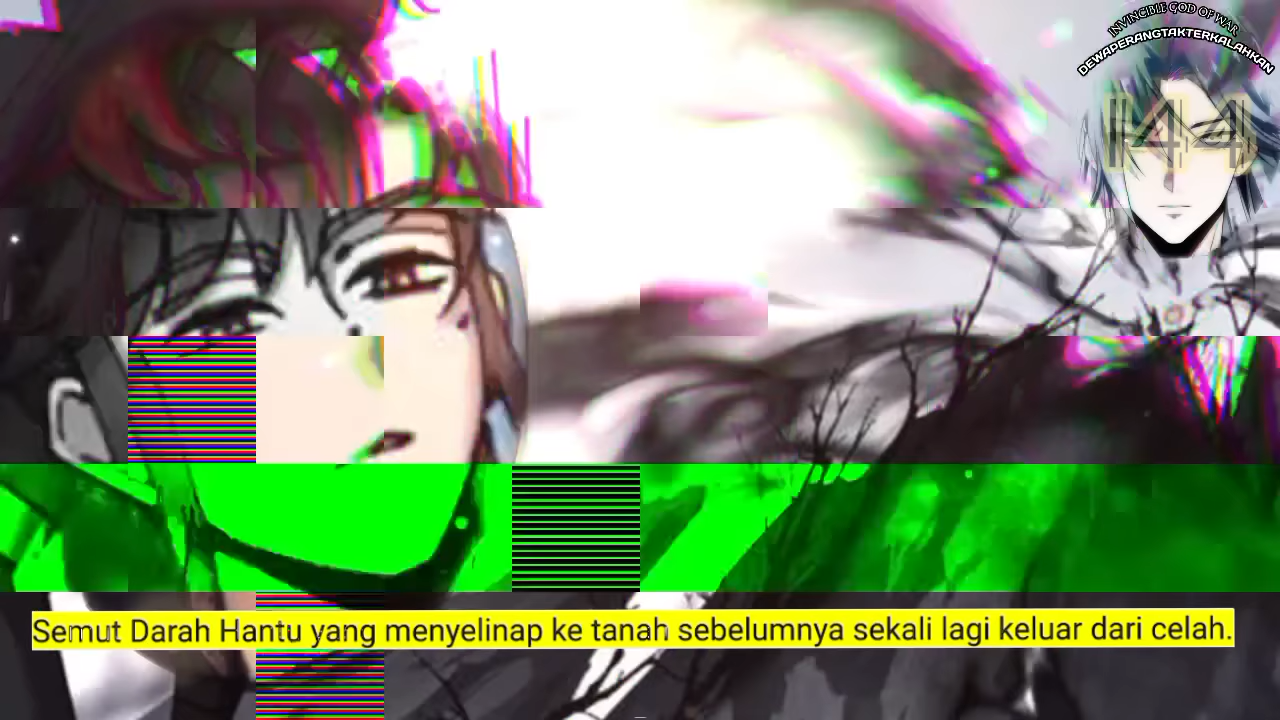 INVINCIBLE GOD OF WAR
DEWAPERANGTAKTERKALAHKAN
144
Semut Darah Hantu yang menyelinap ke tanah sebelumnya sekali lagi keluar dari celah.